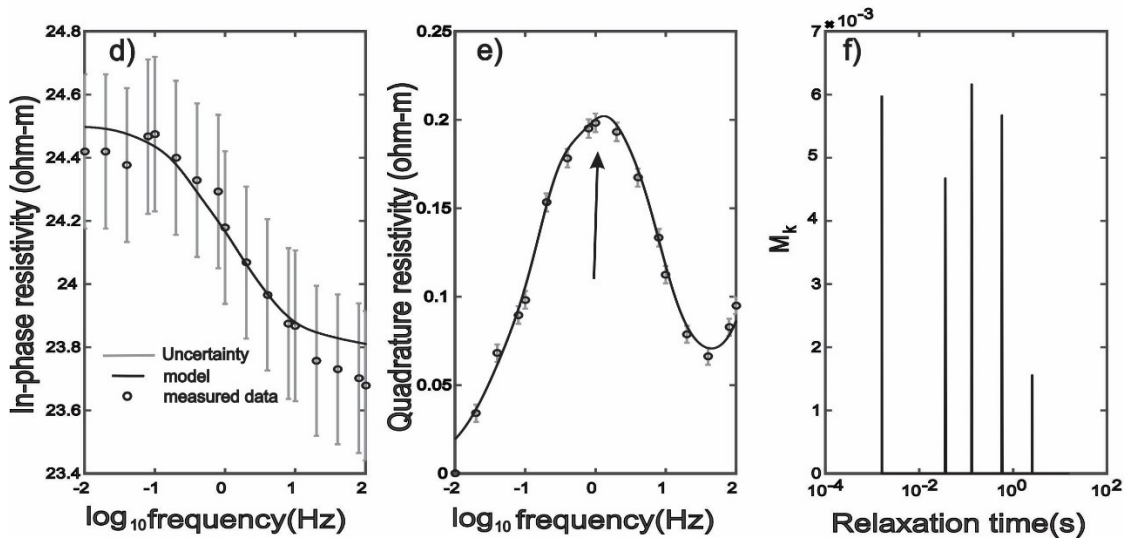 d)
In-phase resistivity (ohm-m)
24.8
24.6
24.4
24.2
24
23.8
23.6
23.4
Uncertainty
model
measured data
-2 -1 0 1 2
log₁₀frequency(Hz)
e)
Quadrature resistivity (ohm-m)
0.25
0.2
0.15
0.1
0.05
0
-2 -1 0 1 2
log₁₀frequency(Hz)
7 ×10⁻³
f)
Mₖ
6
5
4
3
2
1
0
10⁻⁴ 10⁻² 10⁰ 10²
Relaxation time(s)